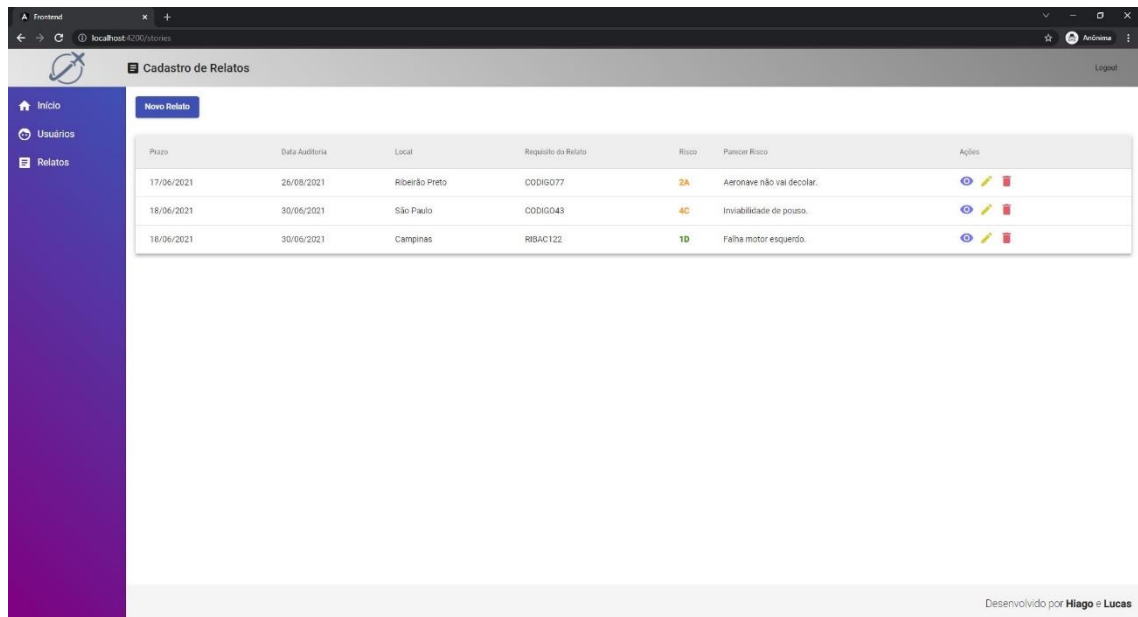 A Frontend
localhost:4200/stories
Anônima
Cadastro de Relatos
Logout
Início
Usuários
Relatos
Novo Relato
Prazo Data Auditoria Local Requisito do Relato Risco Parecer Risco Ações
17/06/2021 26/08/2021 Ribeirão Preto CODIGO77 2A Aeronave não vai decolar.
18/06/2021 30/06/2021 São Paulo CODIGO43 4C Inviabilidade de pouso.
18/06/2021 30/06/2021 Campinas RIBAC122 1D Falha motor esquerdo.
Desenvolvido por Hiago e Lucas